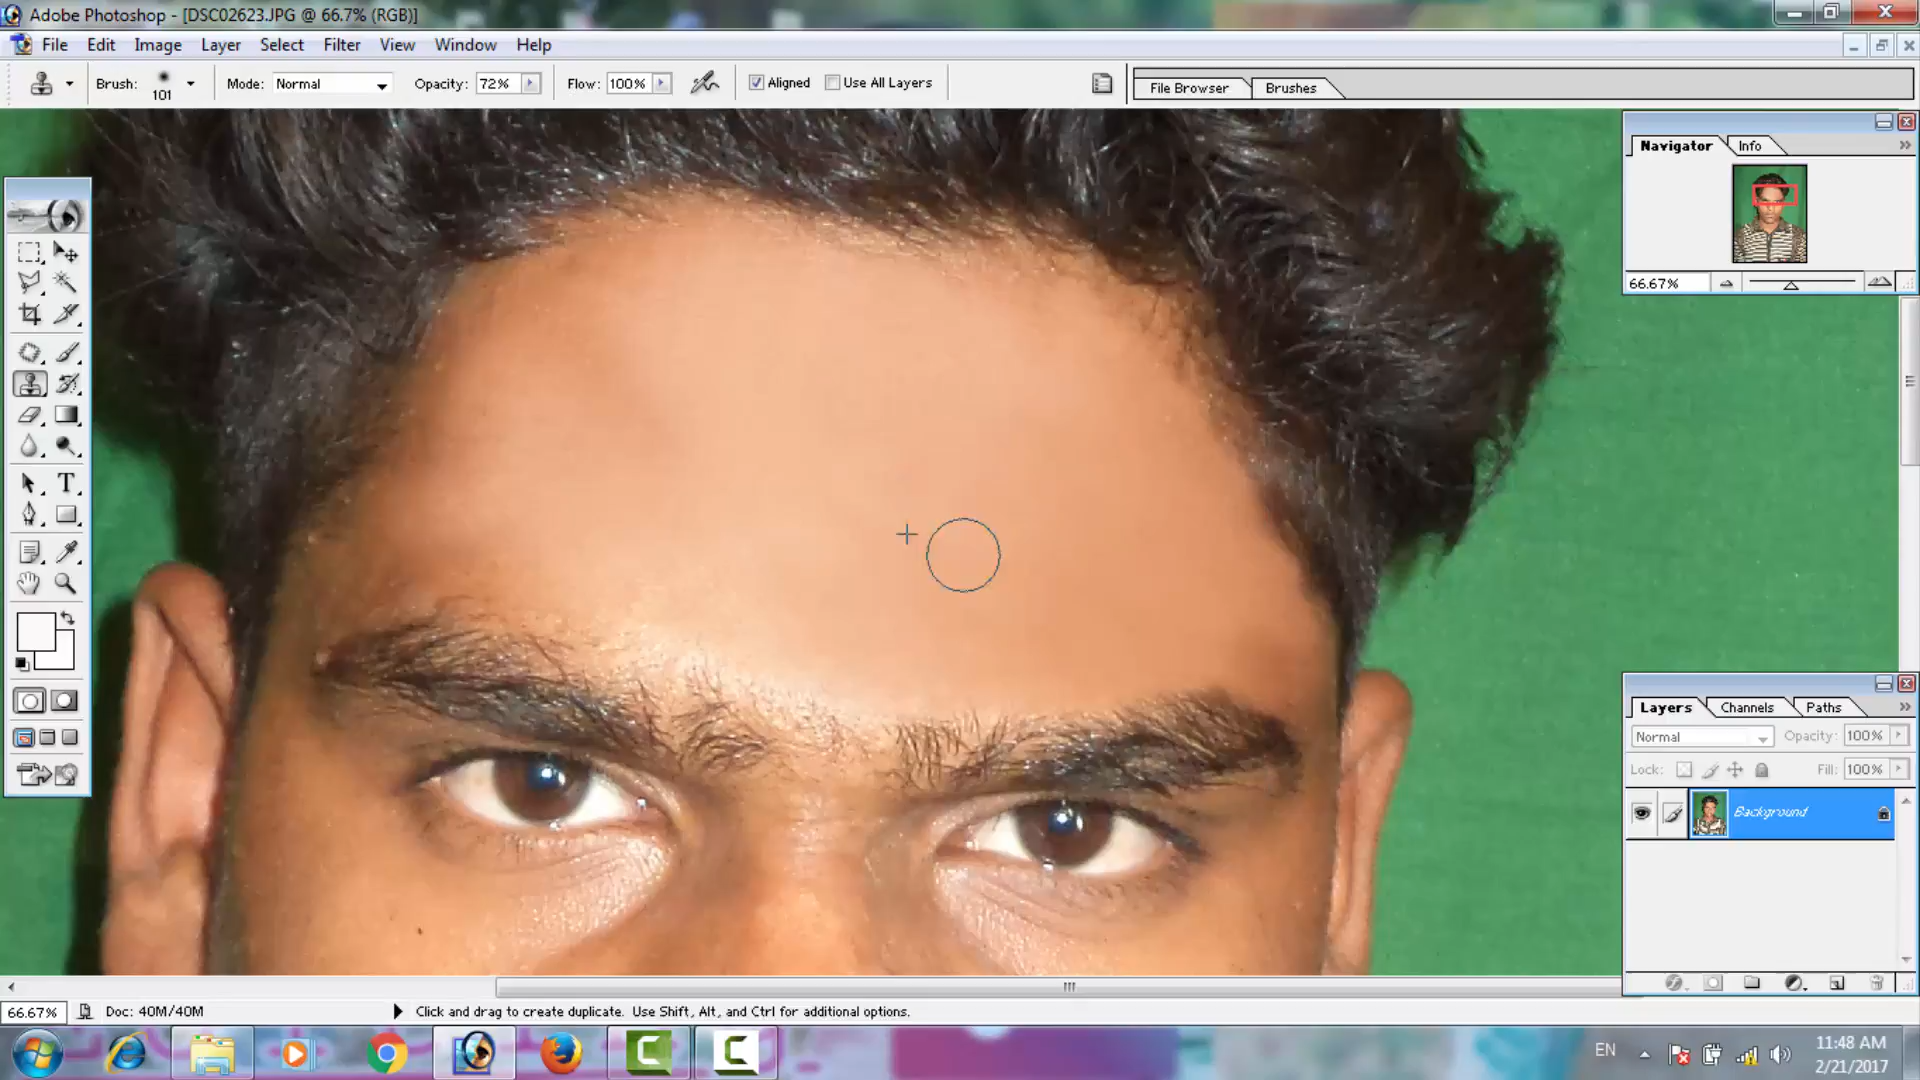 Adobe Photoshop - [DSC02623.JPG @ 66.7% (RGB)]
File Edit Image Layer Select Filter View Window Help
Brush: 101 Mode: Normal Opacity: 72% Flow: 100% Aligned Use All Layers File Browser Brushes
Navigator Info
66.67%
Layers Channels Paths
Normal Opacity: 100%
Lock: Fill: 100%
Background
66.67% Doc: 40M/40M Click and drag to create duplicate. Use Shift, Alt, and Ctrl for additional options.
EN 11:48 AM
2/21/2017